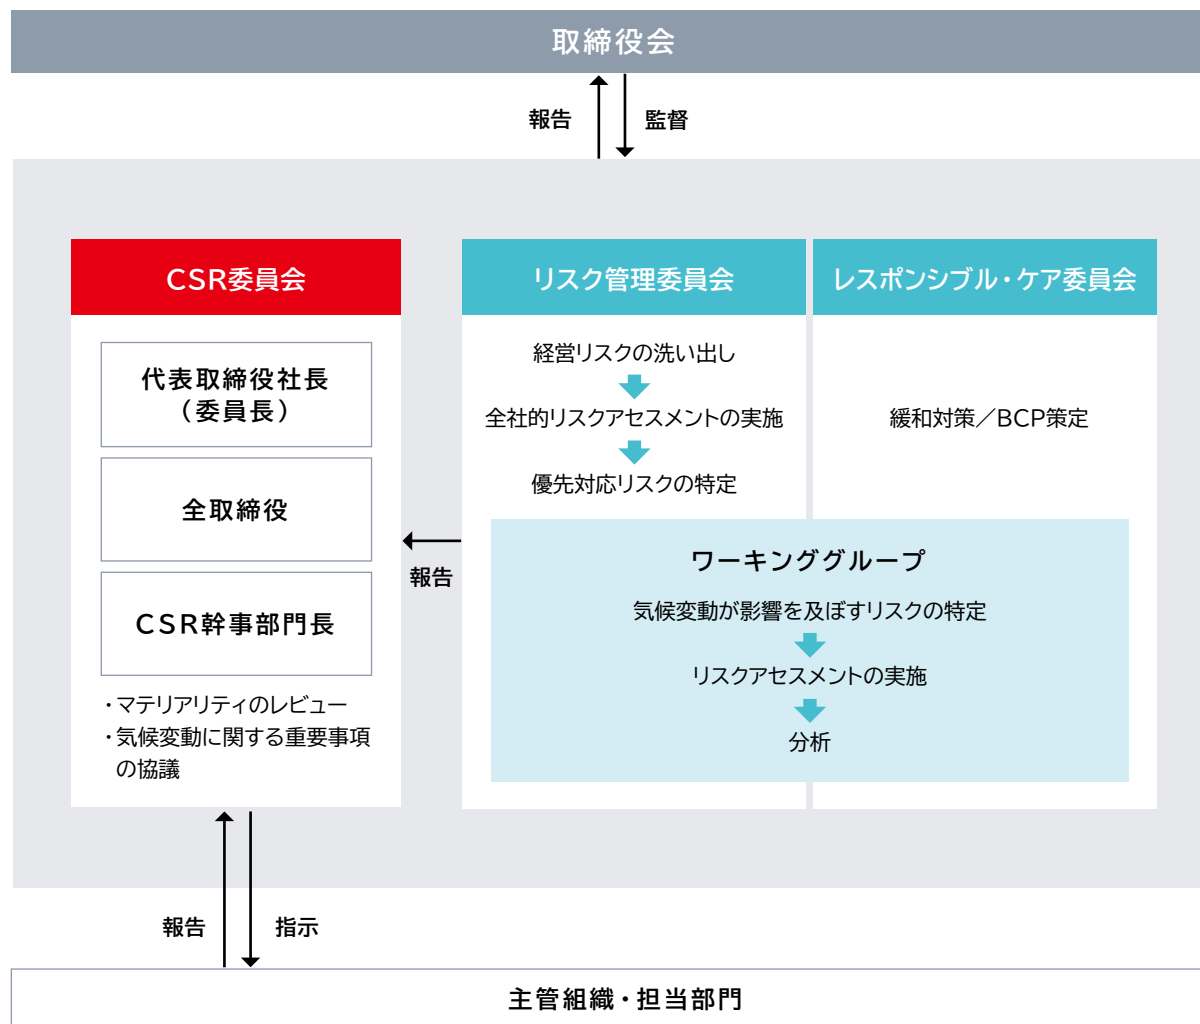 取締役会
報告
監督
CSR委員会
代表取締役社長
（委員長）
全取締役
CSR幹事部門長
・マテリアリティのレビュー
・気候変動に関する重要事項
の協議
報告
リスク管理委員会
経営リスクの洗い出し
全社的リスクアセスメントの実施
優先対応リスクの特定
レスポンシブル・ケア委員会
緩和対策／BCP策定
ワーキンググループ
気候変動が影響を及ぼすリスクの特定
リスクアセスメントの実施
分析
報告
指示
主管組織・担当部門